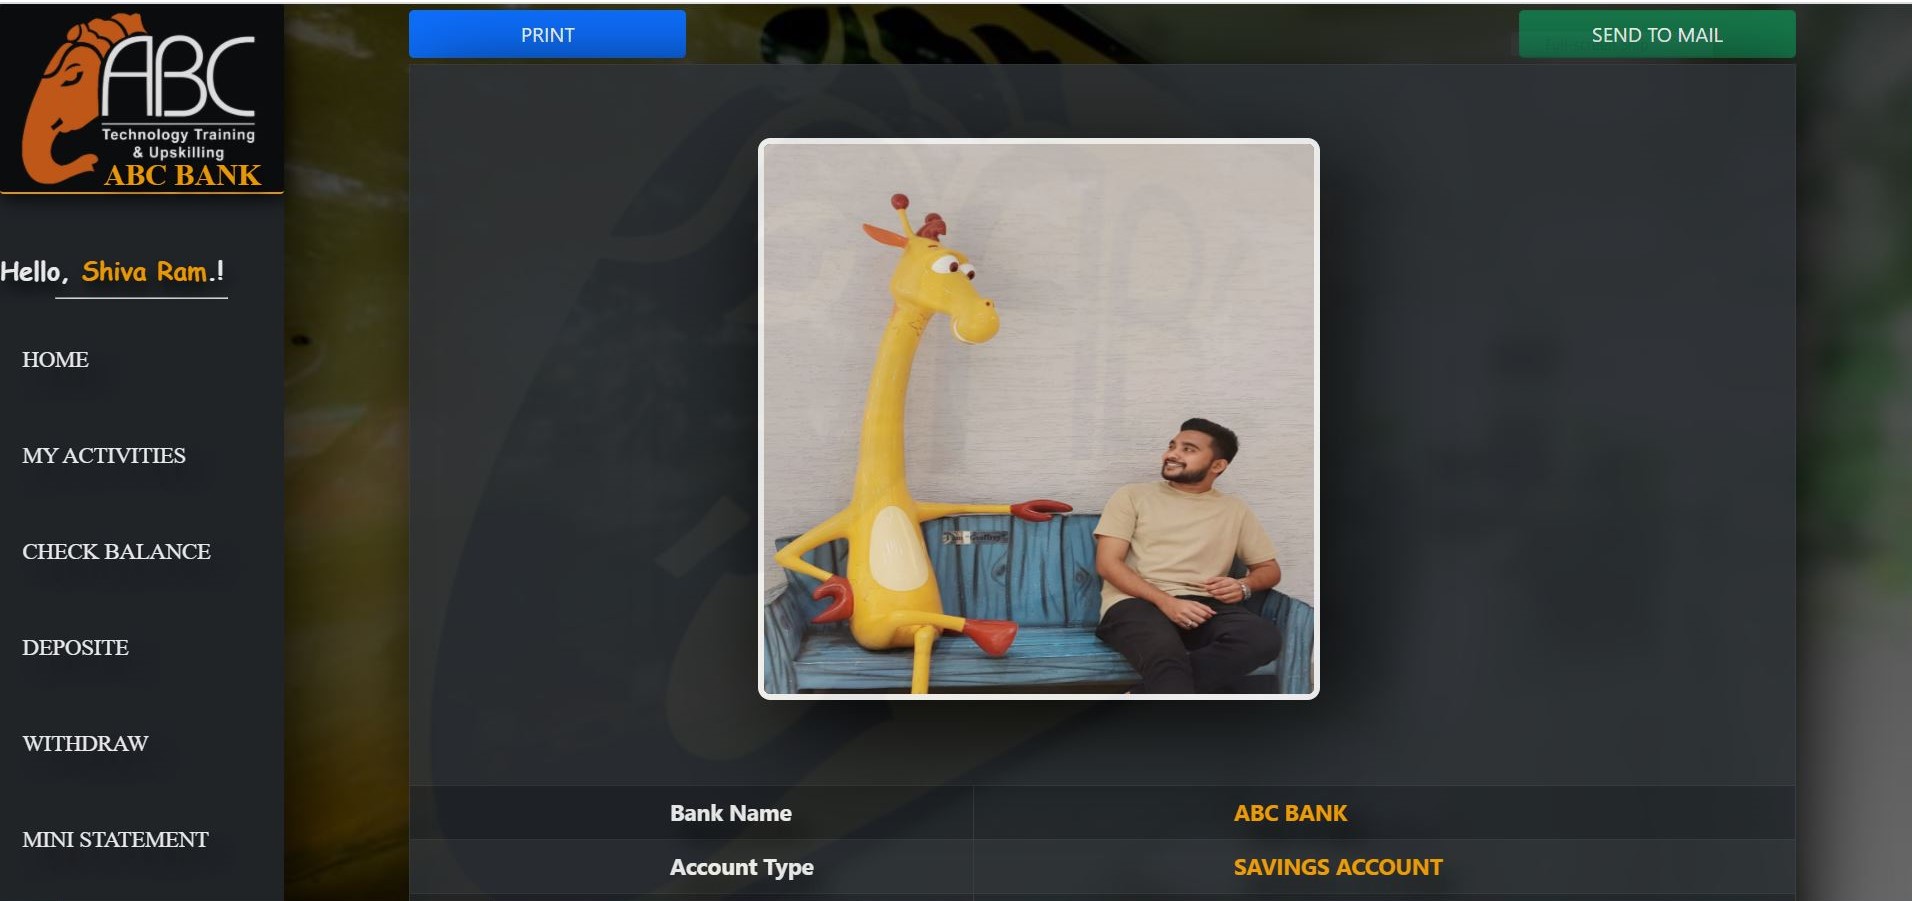 ABC
Technology Training
& Upskilling
ABC BANK
Hello, Shiva Ram.!
HOME
MY ACTIVITIES
CHECK BALANCE
DEPOSITE
WITHDRAW
MINI STATEMENT
PRINT
SEND TO MAIL
Bank Name
ABC BANK
Account Type
SAVINGS ACCOUNT